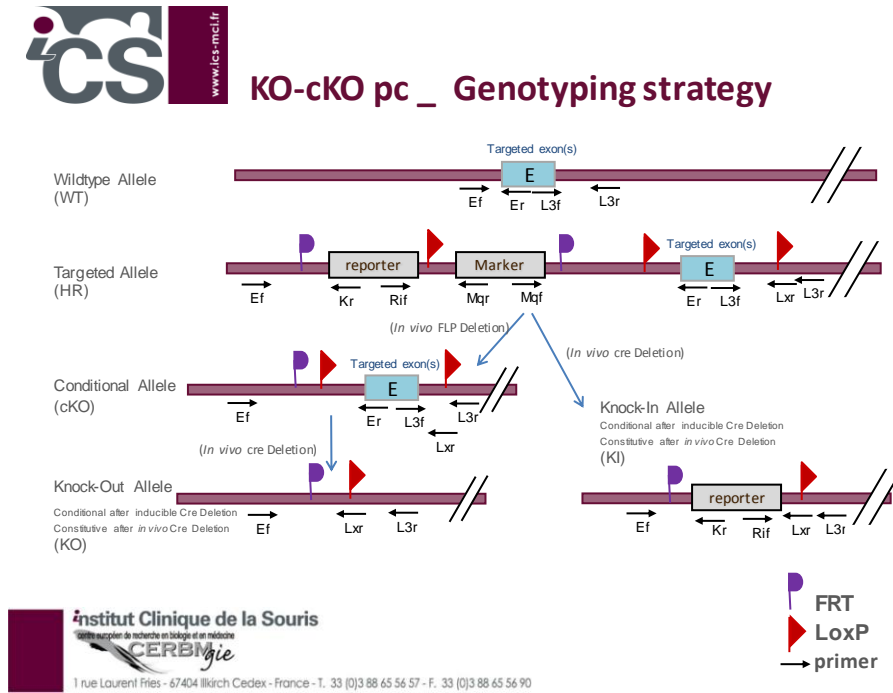 iCS
www.ics-mci.fr
KO-cKO pc _ Genotyping strategy
Targeted exon(s)
Wildtype Allele
(WT)
E
Ef
Er
L3f
L3r
Targeted exon(s)
Targeted Allele
(HR)
reporter
Marker
E
Ef
Kr
Rif
Mqr
Mqf
Er
L3f
Lxr
L3r
(In vivo FLP Deletion)
(In vivo cre Deletion)
Conditional Allele
(cKO)
Targeted exon(s)
E
Ef
Er
L3f
L3r
Lxr
Knock-In Allele
Conditional after inducible Cre Deletion
Constitutive after in vivo Cre Deletion
(KI)
(In vivo cre Deletion)
Knock-Out Allele
Conditional after inducible Cre Deletion
Constitutive after in vivo Cre Deletion
(KO)
Ef
Lxr
L3r
reporter
Ef
Kr
Rif
Lxr
L3r
FRT
LoxP
primer
institut Clinique de la Souris
centre européen de recherche en biologie et en médecine
CERBM
gie
1 rue Laurent Fries - 67404 Illkirch Cedex - France - T. 33 (0)3 88 65 56 57 - F. 33 (0)3 88 65 56 90